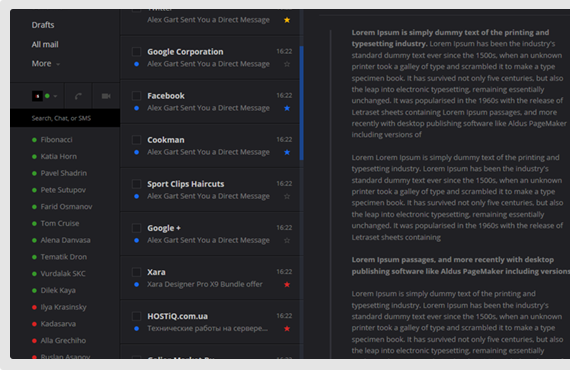 Drafts
All mail
More
Search, Chat, or SMS
Fibonacci
Katia Horn
Pavel Shadrin
Pete Sutupov
Farid Osmanov
Tom Cruise
Alena Danvasa
Tematik Dron
Vurdalak SKC
Dilek Kaya
Ilya Krasinsky
Kadasarva
Alla Grechiho
Ruslan Asanov
Alex Gart Sent You a Direct Message
Google Corporation 16:22
Alex Gart Sent You a Direct Message
Facebook 16:22
Alex Gart Sent You a Direct Message
Cookman 16:22
Alex Gart Sent You a Direct Message
Sport Clips Haircuts 16:22
Alex Gart Sent You a Direct Message
Google + 16:22
Alex Gart Sent You a Direct Message
Xara 16:22
Xara Designer Pro X9 Bundle offer
HOSTiQ.com.ua 16:22
Технические работы на сервере...
Lorem Ipsum is simply dummy text of the printing and
typesetting industry. Lorem Ipsum has been the industry's
standard dummy text ever since the 1500s, when an unknown
printer took a galley of type and scrambled it to make a type
specimen book. It has survived not only five centuries, but also
the leap into electronic typesetting, remaining essentially
unchanged. It was popularised in the 1960s with the release of
Letraset sheets containing Lorem Ipsum passages, and more
recently with desktop publishing software like Aldus PageMaker
including versions of
Lorem Ipsum is simply dummy text of the printing and
typesetting industry. Lorem Ipsum has been the industry's
standard dummy text ever since the 1500s, when an unknown
printer took a galley of type and scrambled it to make a type
specimen book. It has survived not only five centuries, but also
the leap into electronic typesetting, remaining essentially
unchanged. It was popularised in the 1960s with the release of
Letraset sheets containing
Lorem Ipsum passages, and more recently with desktop
publishing software like Aldus PageMaker including versions
Lorem Ipsum is simply dummy text of the printing and
typesetting industry. Lorem Ipsum has been the industry's
standard dummy text ever since the 1500s, when an unknown
printer took a galley of type and scrambled it to make a type
specimen book. It has survived not only five centuries, but also
the leap into electronic typesetting, remaining essentially